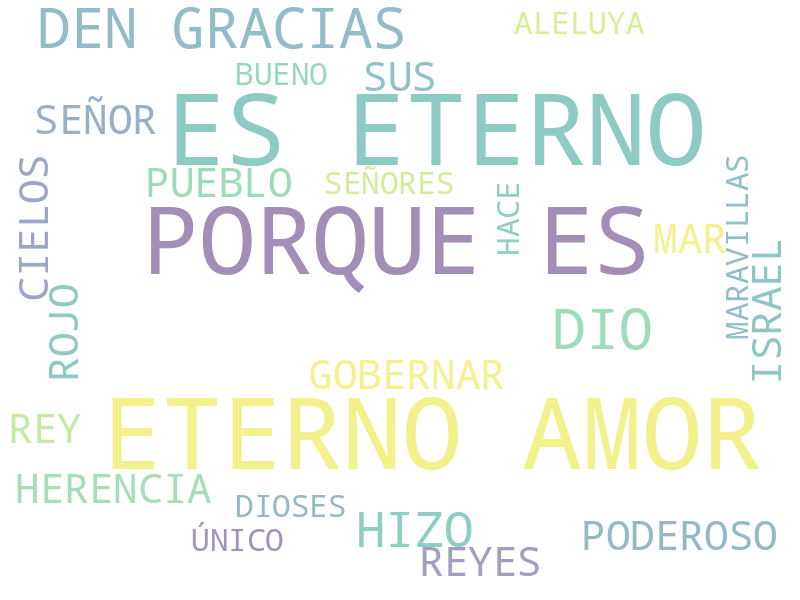 DEN GRACIAS
ALELUYA
BUENO
SUS
SEÑOR
ES ETERNO
PUEBLO
SEÑORES
CIELOS
HACE
MARAVILLAS
PORQUE ES
MAR
ISRAEL
ROJO
DIO
GOBERNAR
REY
ETERNO AMOR
HERENCIA
DIOSES
HIZO
ÚNICO
PODEROSO
REYES